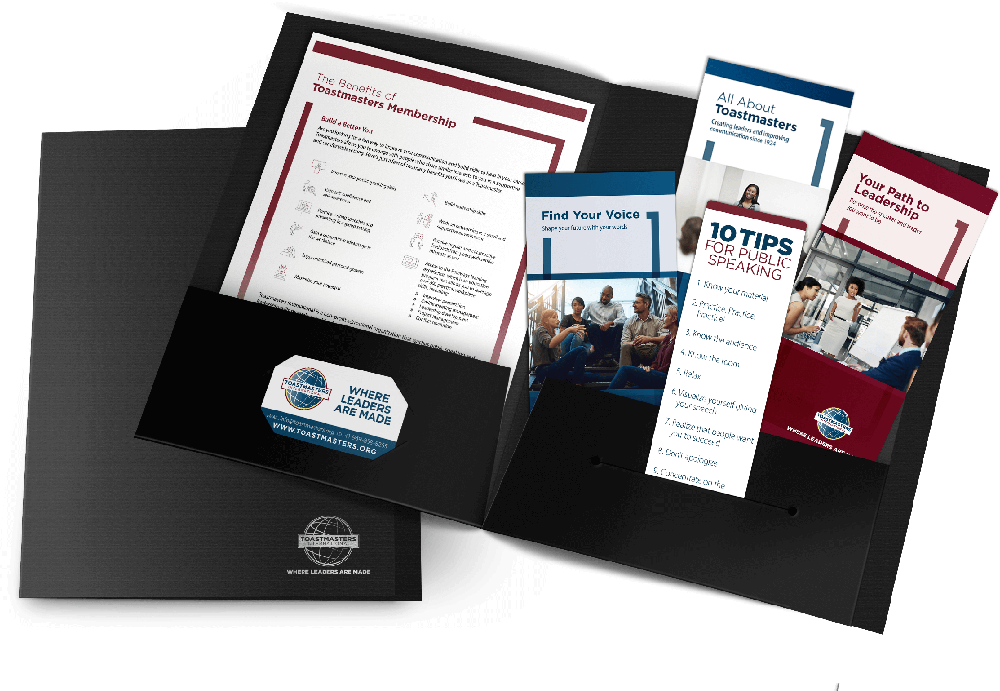 The Benefits of
Toastmasters Membership
Build a Better You
Are you looking for a fun way to improve your communication and build skills to help in your
Toastmasters allows you to engage with people who share similar interests to you in a supportive
and comfortable setting. Here's just a few of the many benefits you'll see as a Toastmaster.
Improve your public speaking skills
Gain self-confidence and
self-awareness
Practice writing speeches and
presenting in a group setting
Gain a competitive advantage in
the workplace
Enjoy unlimited personal growth
Maximize your potential
Build leadership skills
Work on networking in a small and
supportive environment
Receive regular and constructive
feedback from peers with similar
interests as you
Access to the Pathways learning
experience, which is an education
program that allows you to leverage
over 300 practical workplace
skills, including:
» Interview preparation
» Online meeting management
» Leadership development
» Project management
» Conflict resolution
Toastmasters International is a non-profit educational organization that teaches public speaking and
leadership skills through
TOASTMASTERS
INTERNATIONAL
WHERE
LEADERS
ARE MADE
EMAIL: info@toastmasters.org TEL: +1 949-858-8255
WWW.TOASTMASTERS.ORG
TOASTMASTERS
INTERNATIONAL
WHERE LEADERS ARE MADE
Find Your Voice
Shape your future with your words
All About
Toastmasters
Creating leaders and improving
communication since 1924
10 TIPS
FOR PUBLIC
SPEAKING
1. Know your material
2. Practice. Practice.
Practice!
3. Know the audience
4. Know the room
5. Relax
6. Visualize yourself giving
your speech
7. Realize that people want
you to succeed
8. Don't apologize
9. Concentrate on the
Your Path to
Leadership
Become the speaker and leader
you want to be
TOASTMASTERS
INTERNATIONAL
WHERE LEADERS ARE